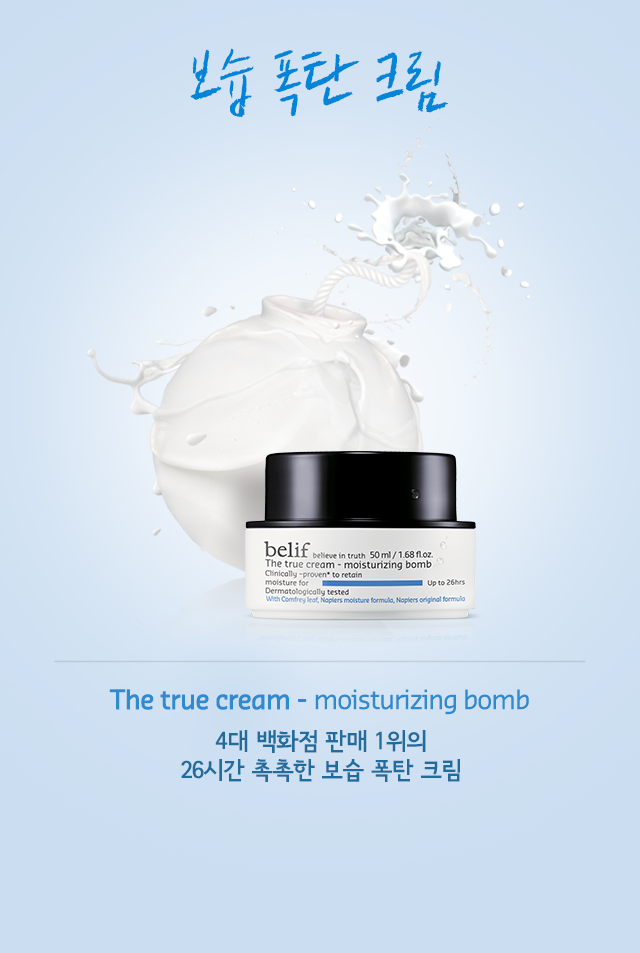 보습 폭탄 크림
belif believe in truth 50 ml / 1.68 fl.oz.
The true cream - moisturizing bomb
Clinically -proven* to retain
moisture for Up to 26hrs
Dermatologically tested
With Comfrey leaf, Napiers moisture formula, Napiers original formula
The true cream - moisturizing bomb
4대 백화점 판매 1위의
26시간 촉촉한 보습 폭탄 크림